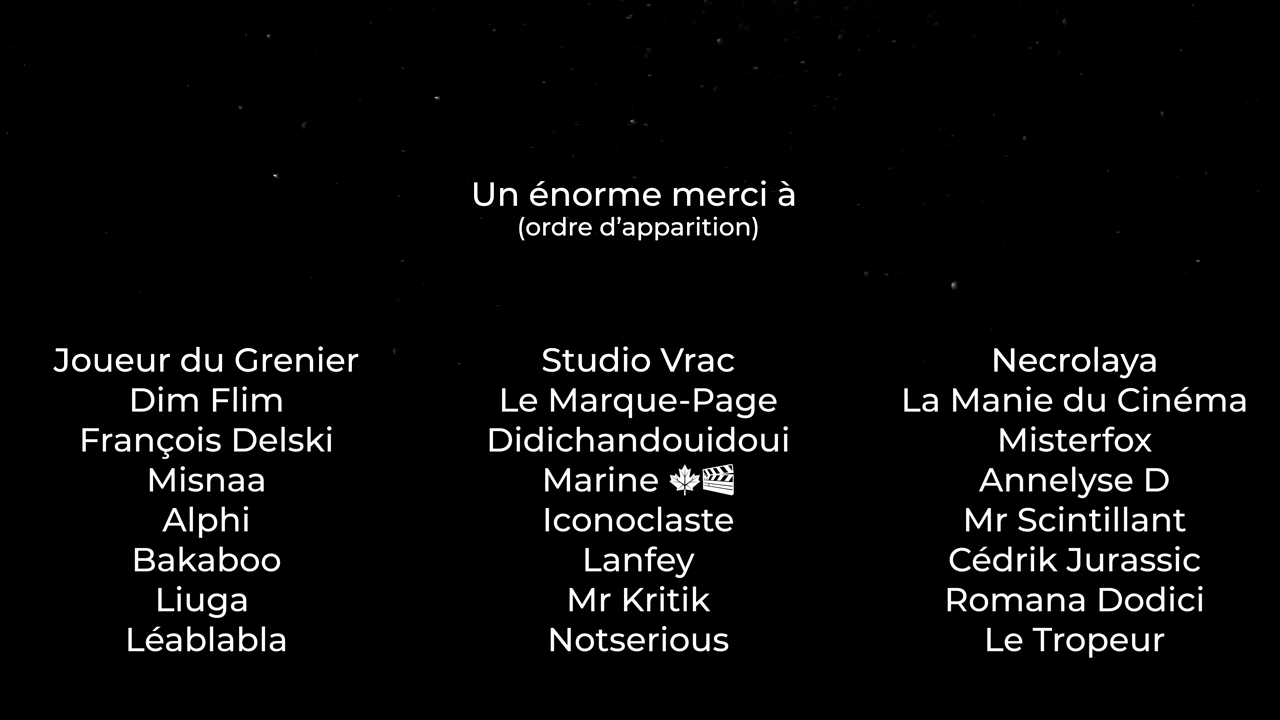 Un énorme merci à
(ordre d’apparition)
Joueur du Grenier
Dim Flim
François Delski
Misnaa
Alphi
Bakaboo
Liuga
Léablabla
Studio Vrac
Le Marque-Page
Didichandouidoui
Marine 🍁🎬
Iconoclaste
Lanfey
Mr Kritik
Notserious
Necrolaya
La Manie du Cinéma
Misterfox
Annelyse D
Mr Scintillant
Cédrik Jurassic
Romana Dodici
Le Tropeur